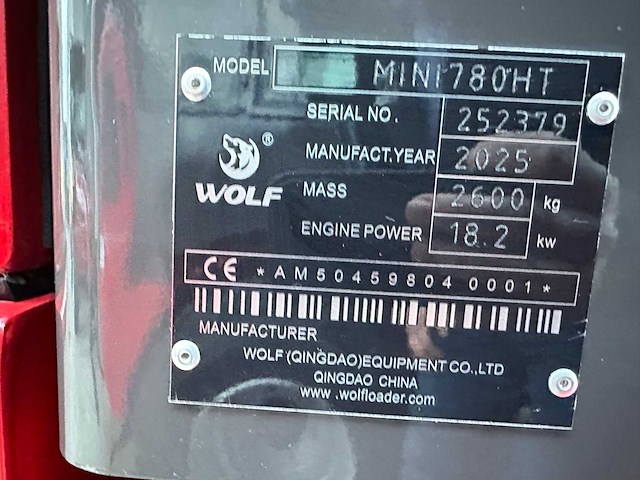 MODEL MINI780HT
SERIAL NO. 252379
MANUFACT.YEAR 2025
MASS 2600 kg
ENGINE POWER 18.2 kw
® WOLF
CE *AM50459804 0001*
MANUFACTURER
WOLF (QINGDAO)EQUIPMENT CO.,LTD
QINGDAO CHINA
www.wolfloader.com